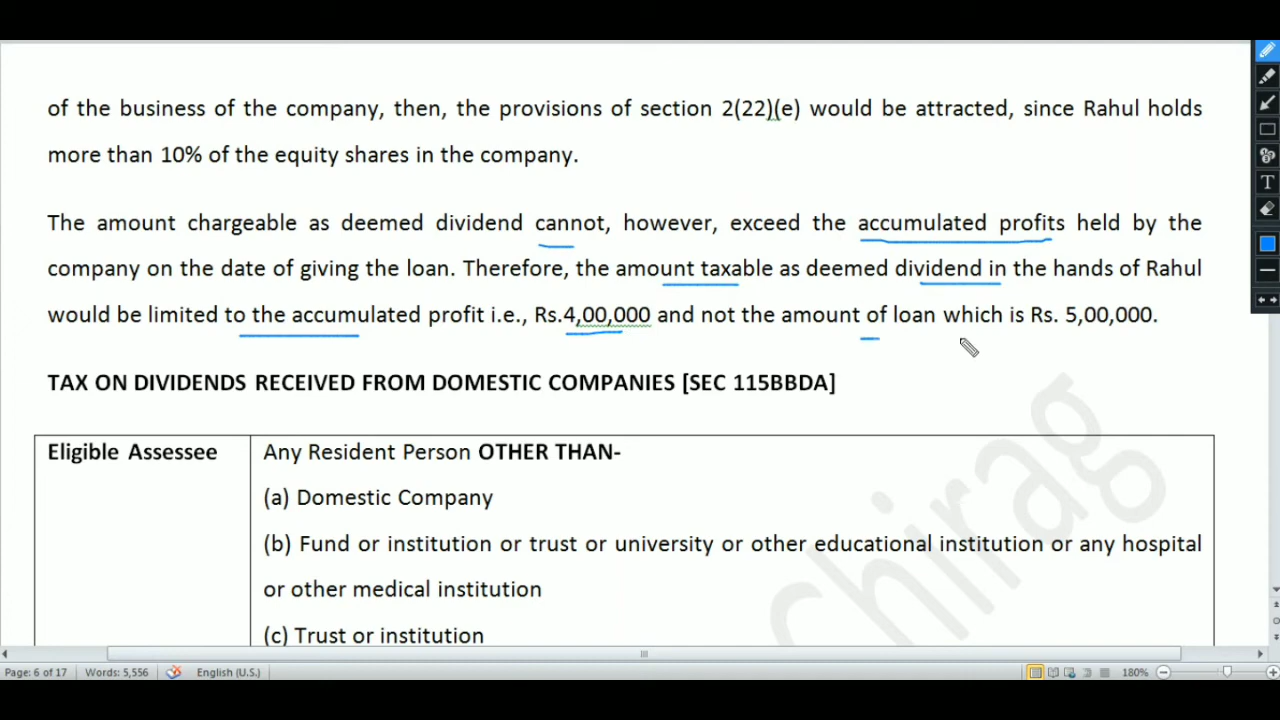 of the business of the company, then, the provisions of section 2(22)(e) would be attracted, since Rahul holds
more than 10% of the equity shares in the company.
The amount chargeable as deemed dividend cannot, however, exceed the accumulated profits held by the
company on the date of giving the loan. Therefore, the amount taxable as deemed dividend in the hands of Rahul
would be limited to the accumulated profit i.e., Rs.4,00,000 and not the amount of loan which is Rs. 5,00,000.
TAX ON DIVIDENDS RECEIVED FROM DOMESTIC COMPANIES [SEC 115BBDA]
Eligible Assessee
Any Resident Person OTHER THAN-
(a) Domestic Company
(b) Fund or institution or trust or university or other educational institution or any hospital
or other medical institution
(c) Trust or institution
Chirag
Page: 6 of 17 Words: 5,556 English (U.S.) 180%
T